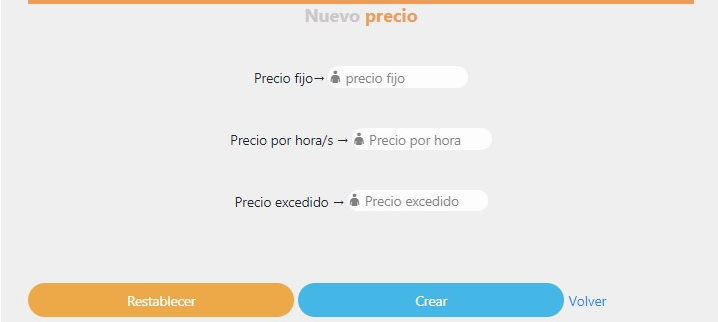 Nuevo precio
Precio fijo→ precio fijo
Precio por hora/s → Precio por hora
Precio excedido → Precio excedido
Restablecer Crear Volver